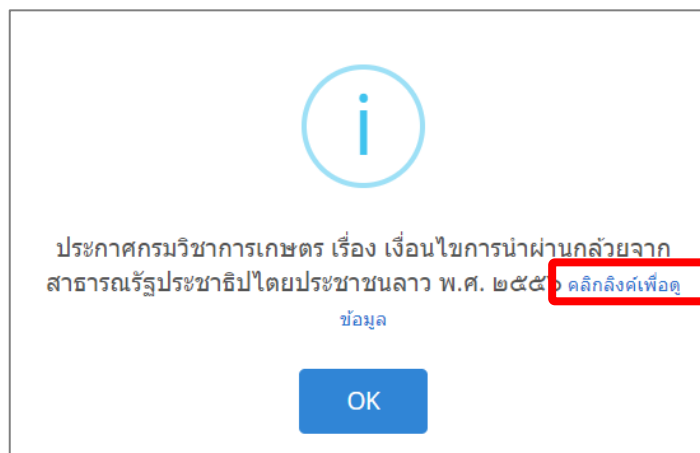 i
ประกาศกรมวิชาการเกษตร เรื่อง เงื่อนไขการนำผ่านกล้วยจาก
สาธารณรัฐประชาธิปไตยประชาชนลาว พ.ศ. ๒๕๕๖ คลิกลิงค์เพื่อดู
ข้อมูล
OK